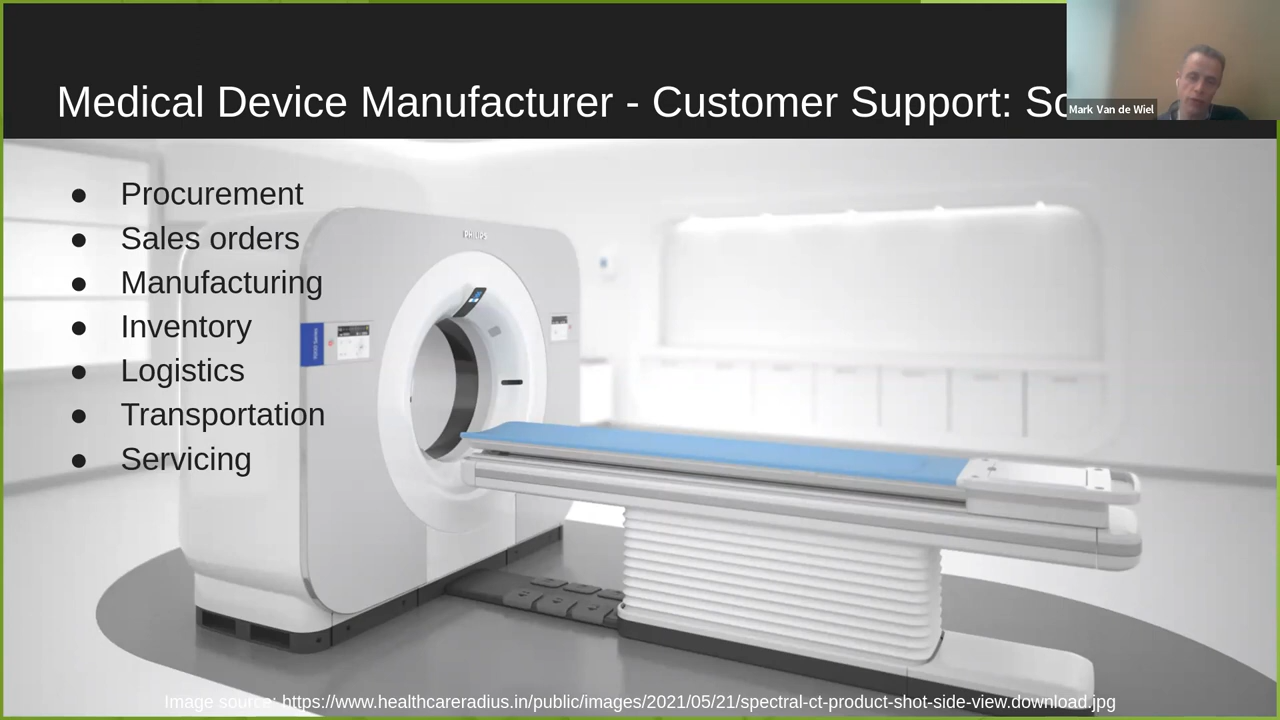 Medical Device Manufacturer - Customer Support:
Mark Van de Wiel
Procurement
Sales orders
Manufacturing
Inventory
Logistics
Transportation
Servicing
PHILIPS
Image source: https://www.healthcareradius.in/public/images/2021/05/21/spectral-ct-product-shot-side-view.download.jpg